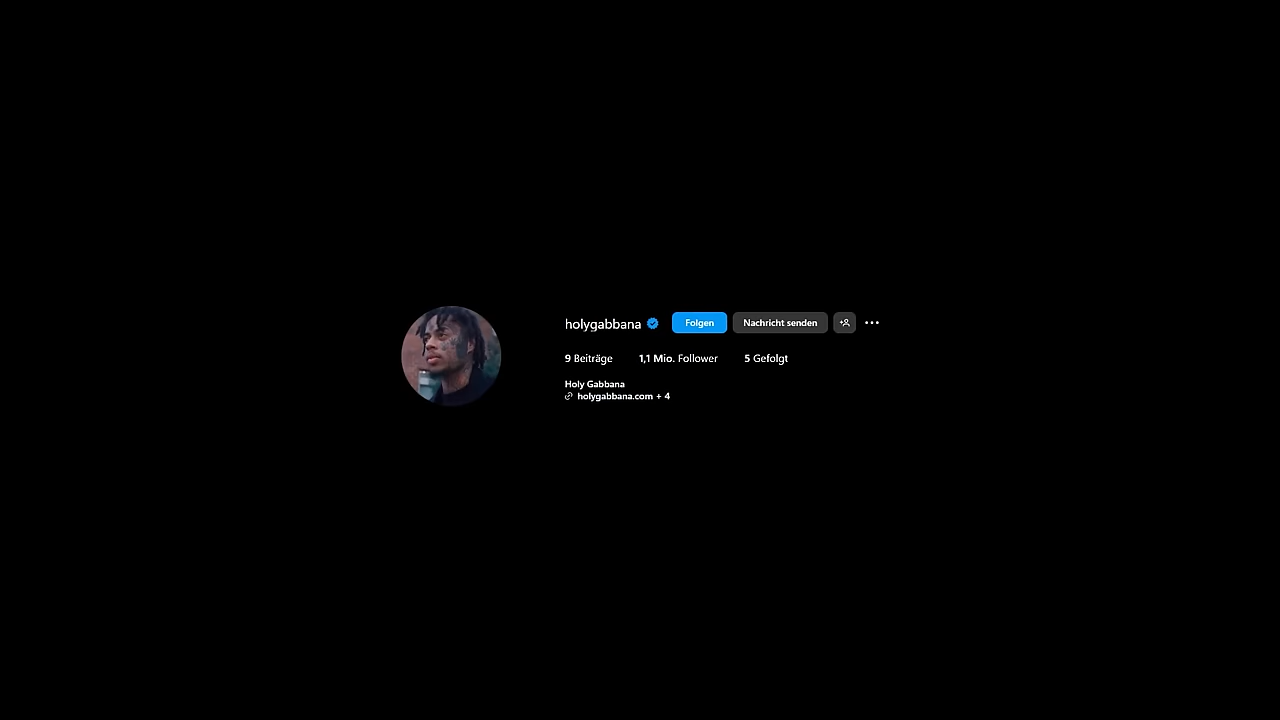 holygabbana Folgen Nachricht senden
9 Beiträge 1,1 Mio. Follower 5 Gefolgt
Holy Gabbana
holygabbana.com + 4